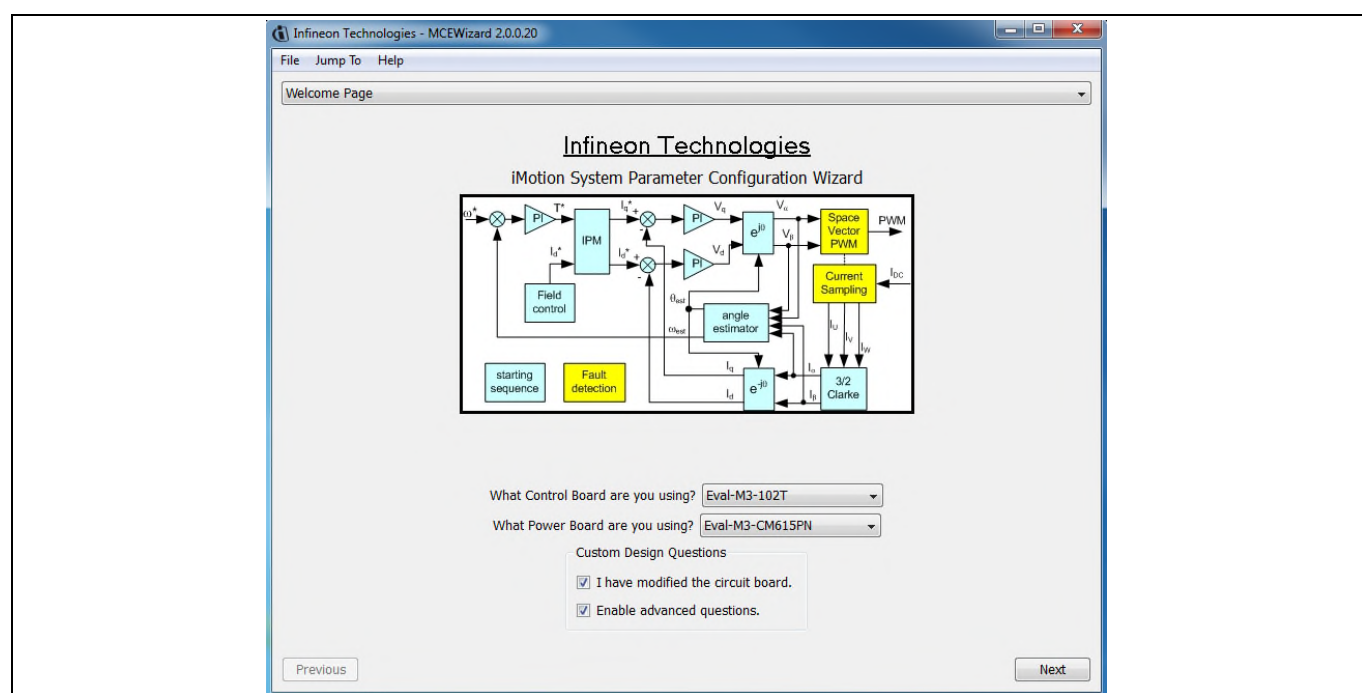 Infineon Technologies - MCEWizard 2.0.0.20
File Jump To Help
Welcome Page
Infineon Technologies
iMotion System Parameter Configuration Wizard
ω* PI T* Iq* + - PI Vq Vα Space Vector PWM PWM
IPM ejθ Vβ
Id* Id* + - PI Vd Current Sampling IDC
Field control
θest
angle estimator
ωest
IU IV IW
starting sequence
Fault detection
Iq e-jθ Iα 3/2 Clarke
Id Iβ
What Control Board are you using? Eval-M3-102T
What Power Board are you using? Eval-M3-CM615PN
Custom Design Questions
I have modified the circuit board.
Enable advanced questions.
Previous Next